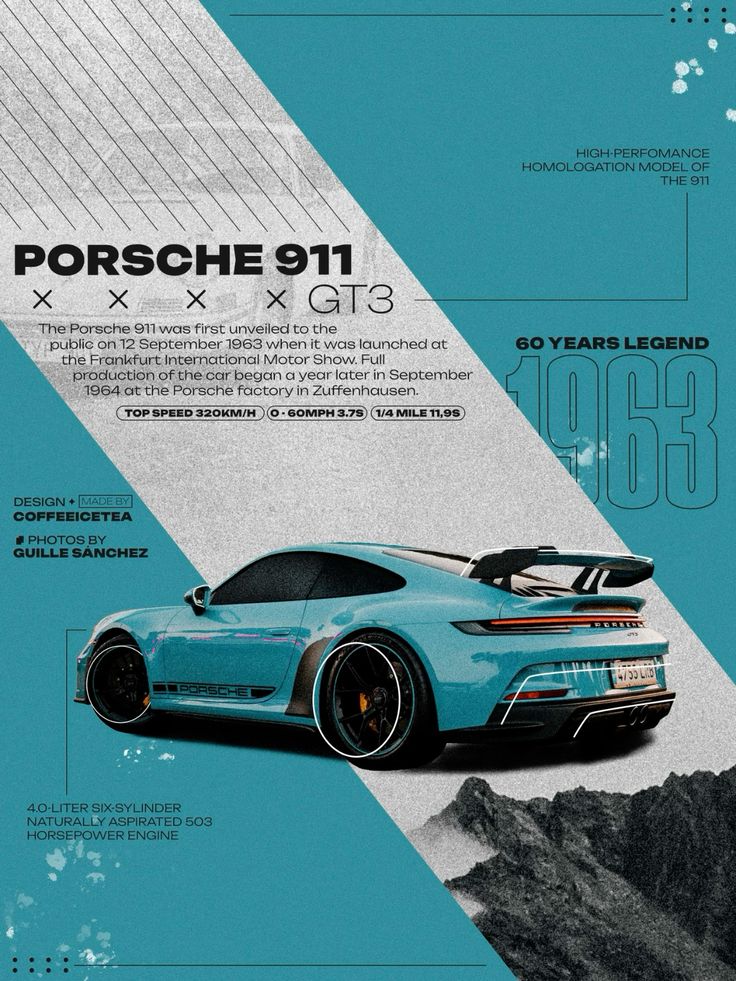 HIGH-PERFOMANCE
HOMOLOGATION MODEL OF
THE 911
PORSCHE 911
× × × × GT3
The Porsche 911 was first unveiled to the
public on 12 September 1963 when it was launched at
the Frankfurt International Motor Show. Full
production of the car began a year later in September
1964 at the Porsche factory in Zuffenhausen.
TOP SPEED 320KM/H 0 - 60MPH 3.7S 1/4 MILE 11,9S
60 YEARS LEGEND
1963
DESIGN + MADE BY
COFFEEICETEA
PHOTOS BY
GUILLE SÁNCHEZ
PORSCHE
GT3
4755 LRB
PORSCHE
4.0-LITER SIX-SYLINDER
NATURALLY ASPIRATED 503
HORSEPOWER ENGINE